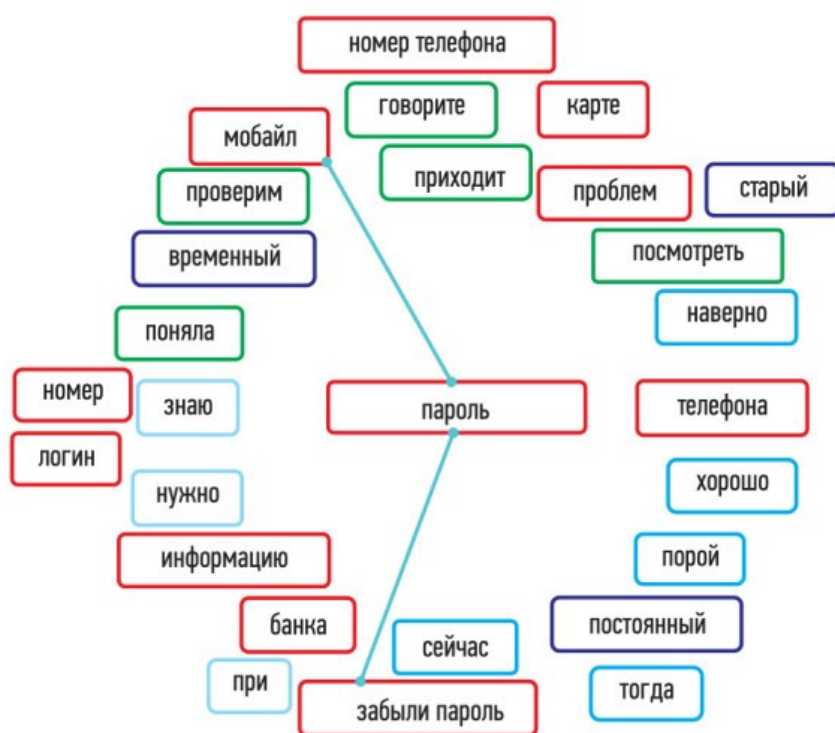 номер телефона
говорите
карте
мобайл
приходит
проблем
старый
проверим
временный
посмотреть
наверно
поняла
номер
знаю
пароль
телефона
логин
хорошо
нужно
информацию
порой
банка
постоянный
сейчас
при
забыли пароль
тогда